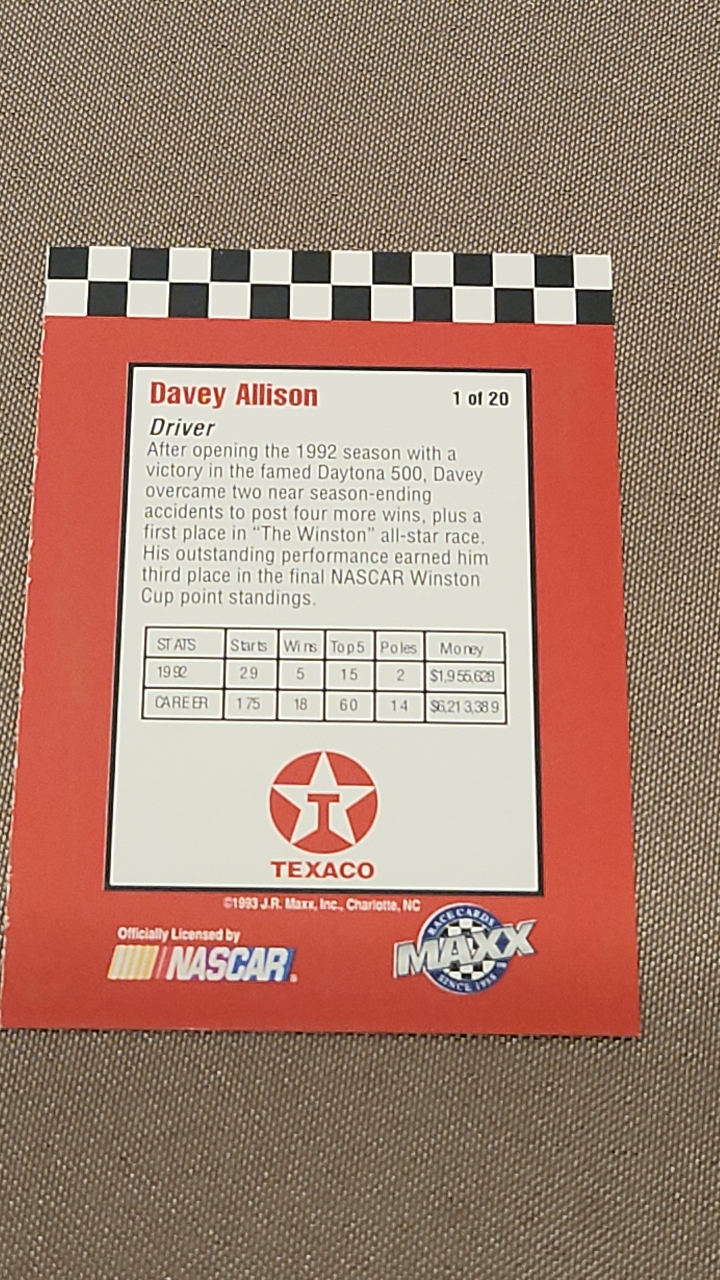 Davey Allison 1 of 20
Driver
After opening the 1992 season with a
victory in the famed Daytona 500, Davey
overcame two near season-ending
accidents to post four more wins, plus a
first place in “The Winston” all-star race.
His outstanding performance earned him
third place in the final NASCAR Winston
Cup point standings.
STATS Starts Wins Top5 Poles Money
1992 29 5 15 2 $1,955,628
CAREER 175 18 60 14 $6,213,389
T
TEXACO
©1993 J.R. Maxx, Inc., Charlotte, NC
Officially Licensed by
NASCAR
RACE CARDS
MAXX
SINCE 1988